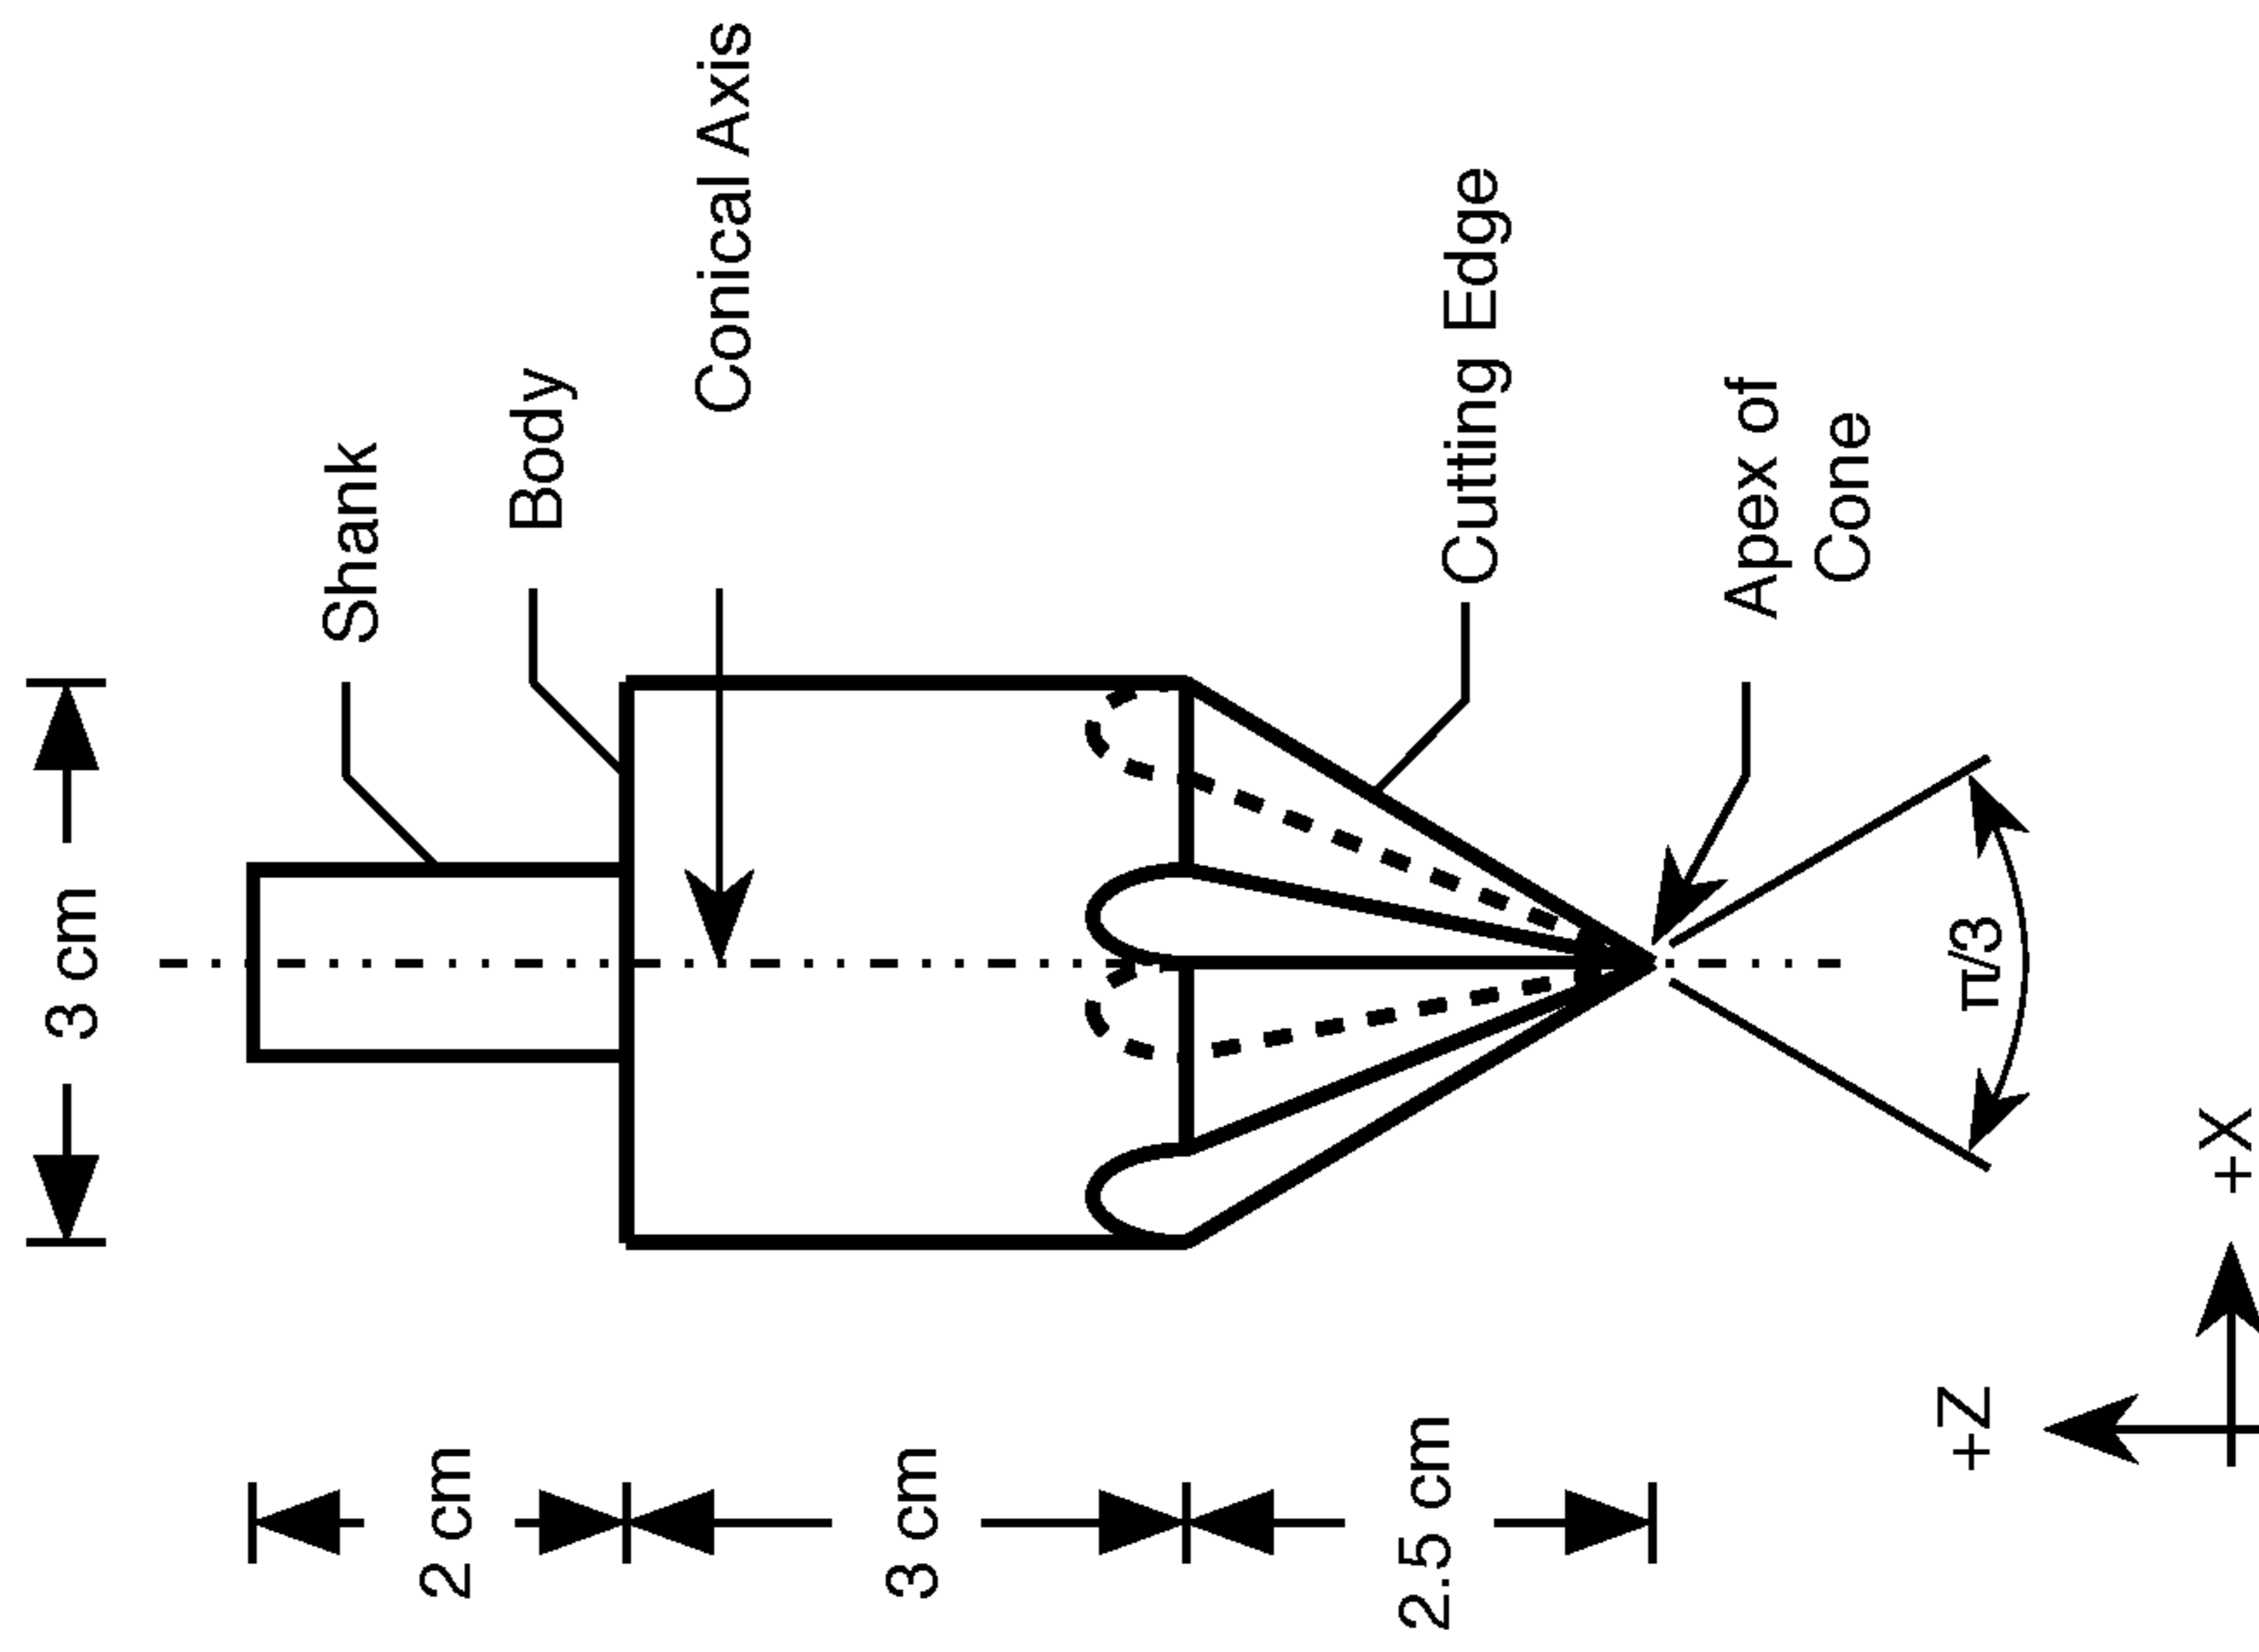 3 cm
Shank
Body
Conical Axis
Cutting Edge
Apex of
Cone
π/3
2 cm
3 cm
2.5 cm
+Z
+X